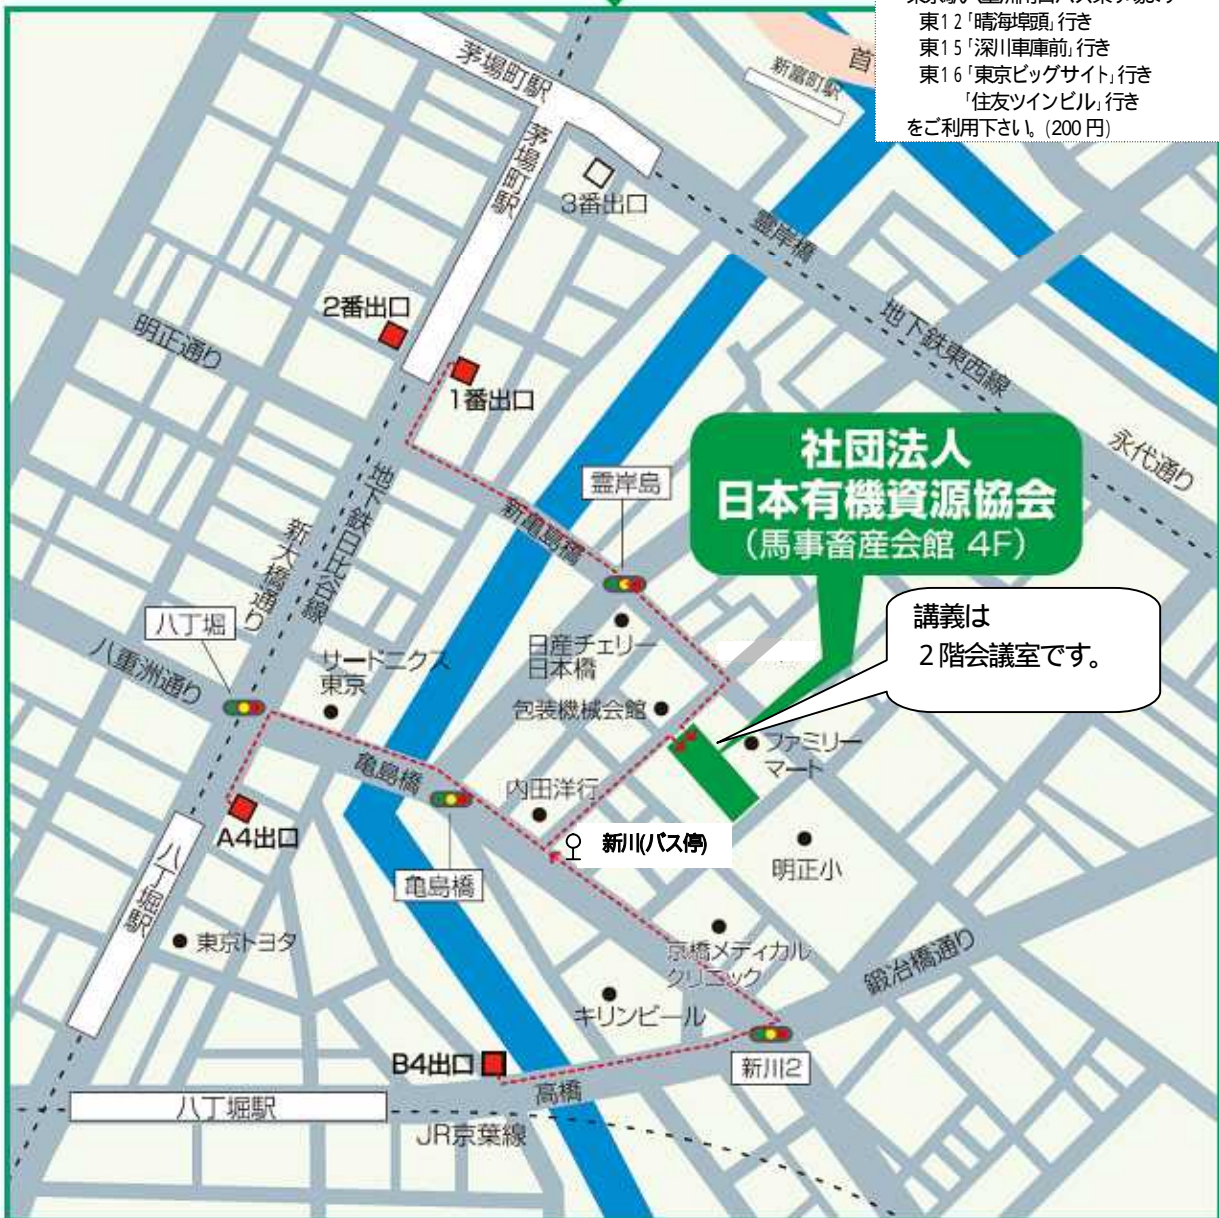 東12「晴海埠頭」行き
東15「深川車庫前」行き
東16「東京ビッグサイト」行き
「住友ツインビル」行き
をご利用下さい。(200円)
首
新富町駅
茅場町駅
茅場町駅
3番出口
霊岸橋
2番出口
明正通り
1番出口
地下鉄東西線
永代通り
社団法人
日本有機資源協会
(馬事畜産会館 4F)
霊岸島
新亀島橋
地下鉄日比谷線
新大橋通り
講義は
2階会議室です。
八丁堀
八重洲通り
サードニクス
東京
日産チェリー
日本橋
包装機械会館
ファミリー
マート
亀島橋
内田洋行
A4出口
新川(バス停)
明正小
亀島橋
八丁堀駅
東京トヨタ
京橋メディカル
クリニック
鍛冶橋通り
キリンビール
B4出口
新川2
高橋
八丁堀駅
JR京葉線